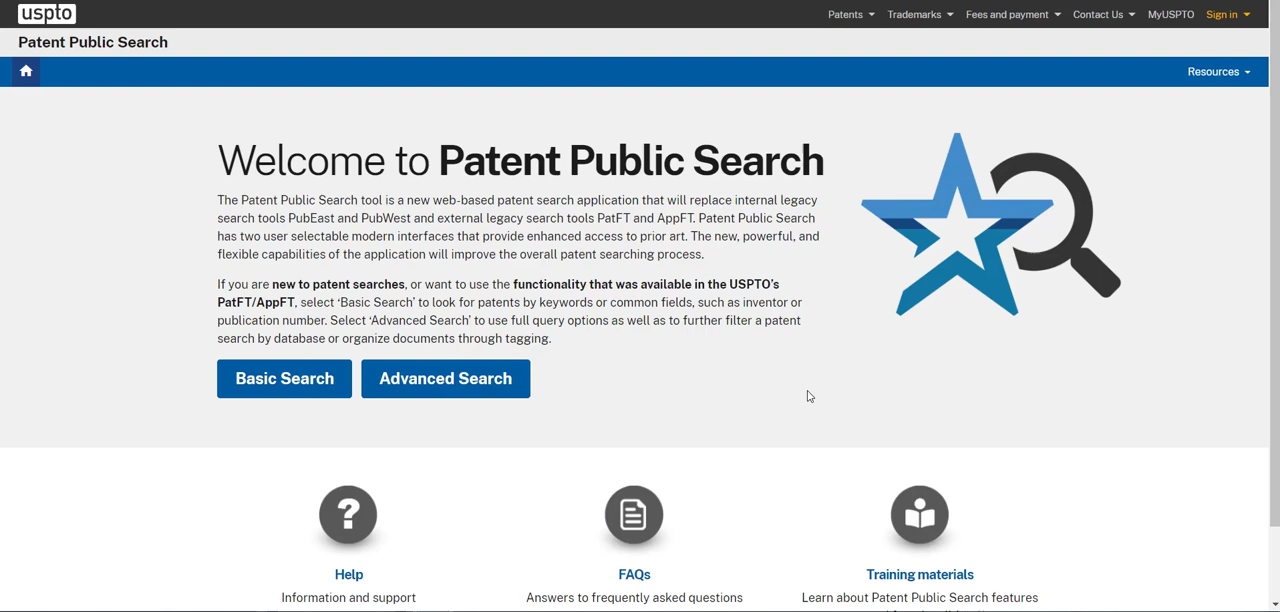 uspto
Patents Trademarks Fees and payment Contact Us MyUSPTO Sign in
Patent Public Search
Resources
Welcome to Patent Public Search
The Patent Public Search tool is a new web-based patent search application that will replace internal legacy
search tools PubEast and PubWest and external legacy search tools PatFT and AppFT. Patent Public Search
has two user selectable modern interfaces that provide enhanced access to prior art. The new, powerful, and
flexible capabilities of the application will improve the overall patent searching process.
If you are new to patent searches, or want to use the functionality that was available in the USPTO's
PatFT/AppFT, select ‘Basic Search’ to look for patents by keywords or common fields, such as inventor or
publication number. Select ‘Advanced Search’ to use full query options as well as to further filter a patent
search by database or organize documents through tagging.
Basic Search Advanced Search
?
Help FAQs Training materials
Information and support Answers to frequently asked questions Learn about Patent Public Search features